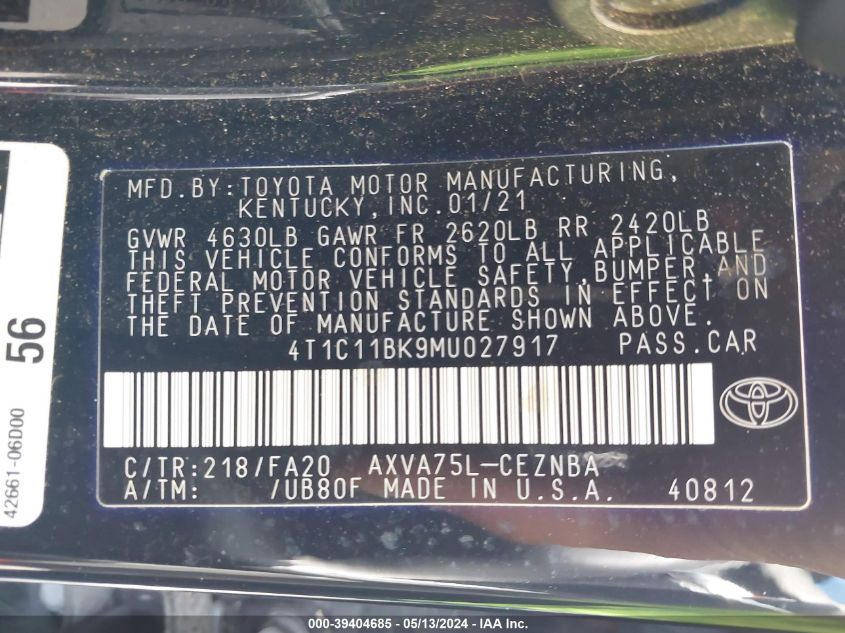 MFD.BY:TOYOTA MOTOR MANUFACTURING,
KENTUCKY,INC.01/21
GVWR 4630LB GAWR FR 2620LB RR 2420LB
THIS VEHICLE CONFORMS TO ALL APPLICABLE
FEDERAL MOTOR VEHICLE SAFETY,BUMPER,AND
THEFT PREVENTION STANDARDS IN EFFECT ON
THE DATE OF MANUFACTURE SHOWN ABOVE.
4T1C11BK9MU027917 PASS.CAR
C/TR:218/FA20 AXVA75L-CEZNBA
A/TM: /UB80F MADE IN U.S.A. 40812
56
42661-06D00
000-39404685 - 05/13/2024 - IAA Inc.